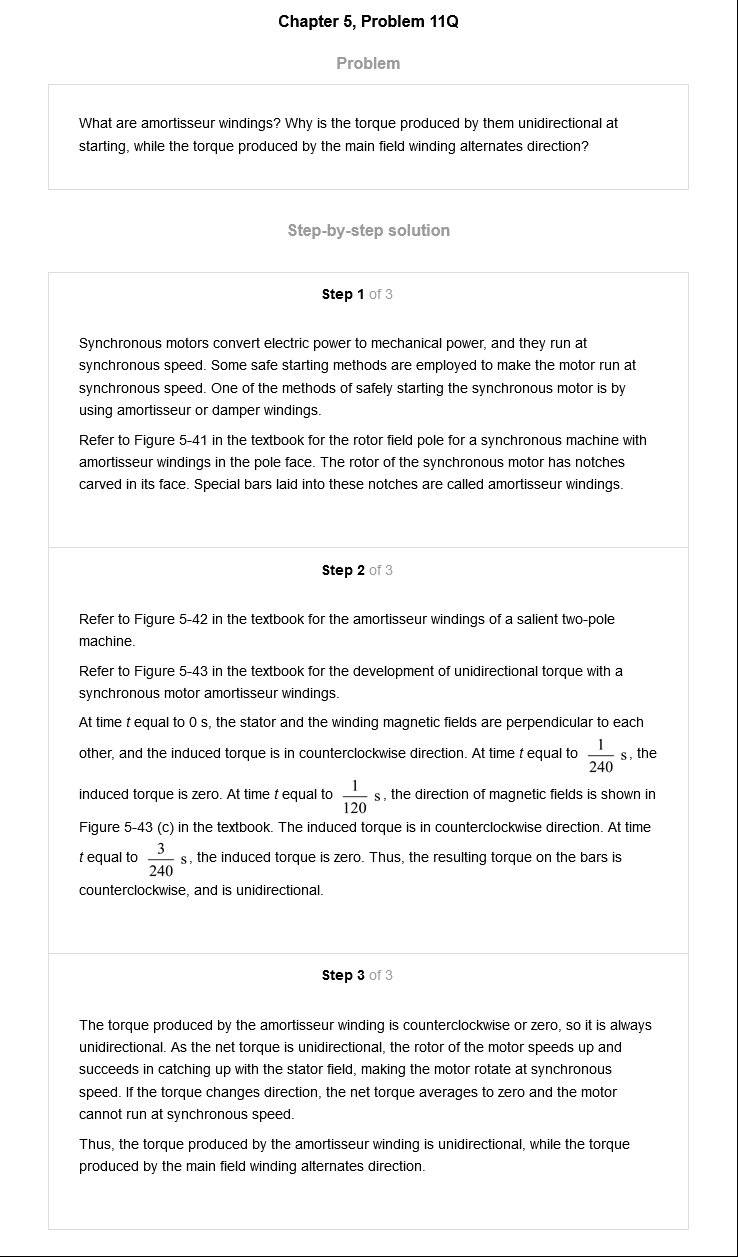 Chapter 5, Problem 11Q
Problem
What are amortisseur windings? Why is the torque produced by them unidirectional at
starting, while the torque produced by the main field winding alternates direction?
Step-by-step solution
Step 1 of 3
Synchronous motors convert electric power to mechanical power, and they run at
synchronous speed. Some safe starting methods are employed to make the motor run at
synchronous speed. One of the methods of safely starting the synchronous motor is by
using amortisseur or damper windings.
Refer to Figure 5-41 in the textbook for the rotor field pole for a synchronous machine with
amortisseur windings in the pole face. The rotor of the synchronous motor has notches
carved in its face. Special bars laid into these notches are called amortisseur windings.
Step 2 of 3
Refer to Figure 5-42 in the textbook for the amortisseur windings of a salient two-pole
machine.
Refer to Figure 5-43 in the textbook for the development of unidirectional torque with a
synchronous motor amortisseur windings.
At time t equal to 0 s, the stator and the winding magnetic fields are perpendicular to each
other, and the induced torque is in counterclockwise direction. At time t equal to 1/240 s, the
induced torque is zero. At time t equal to 1/120 s, the direction of magnetic fields is shown in
Figure 5-43 (c) in the textbook. The induced torque is in counterclockwise direction. At time
t equal to 3/240 s, the induced torque is zero. Thus, the resulting torque on the bars is
counterclockwise, and is unidirectional.
Step 3 of 3
The torque produced by the amortisseur winding is counterclockwise or zero, so it is always
unidirectional. As the net torque is unidirectional, the rotor of the motor speeds up and
succeeds in catching up with the stator field, making the motor rotate at synchronous
speed. If the torque changes direction, the net torque averages to zero and the motor
cannot run at synchronous speed.
Thus, the torque produced by the amortisseur winding is unidirectional, while the torque
produced by the main field winding alternates direction.